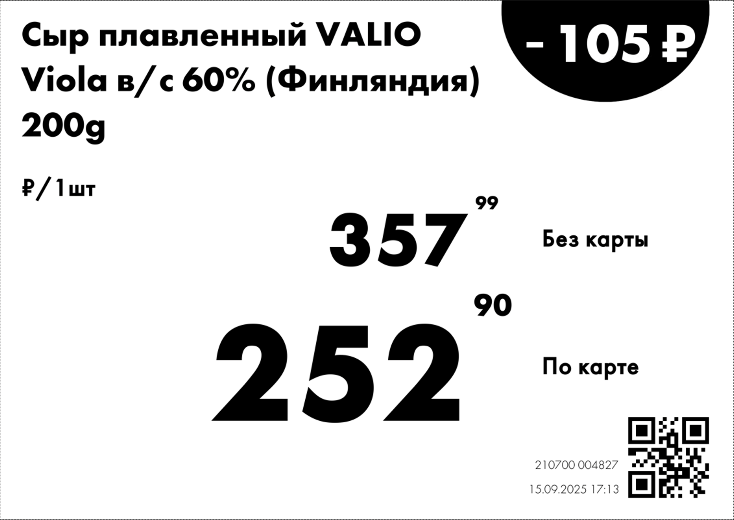 Сыр плавленный VALIO
Viola в/с 60% (Финляндия)
200g
- 105 ₽
₽/1шт
357 99 Без карты
252 90 По карте
210700 004827
15.09.2025 17:13